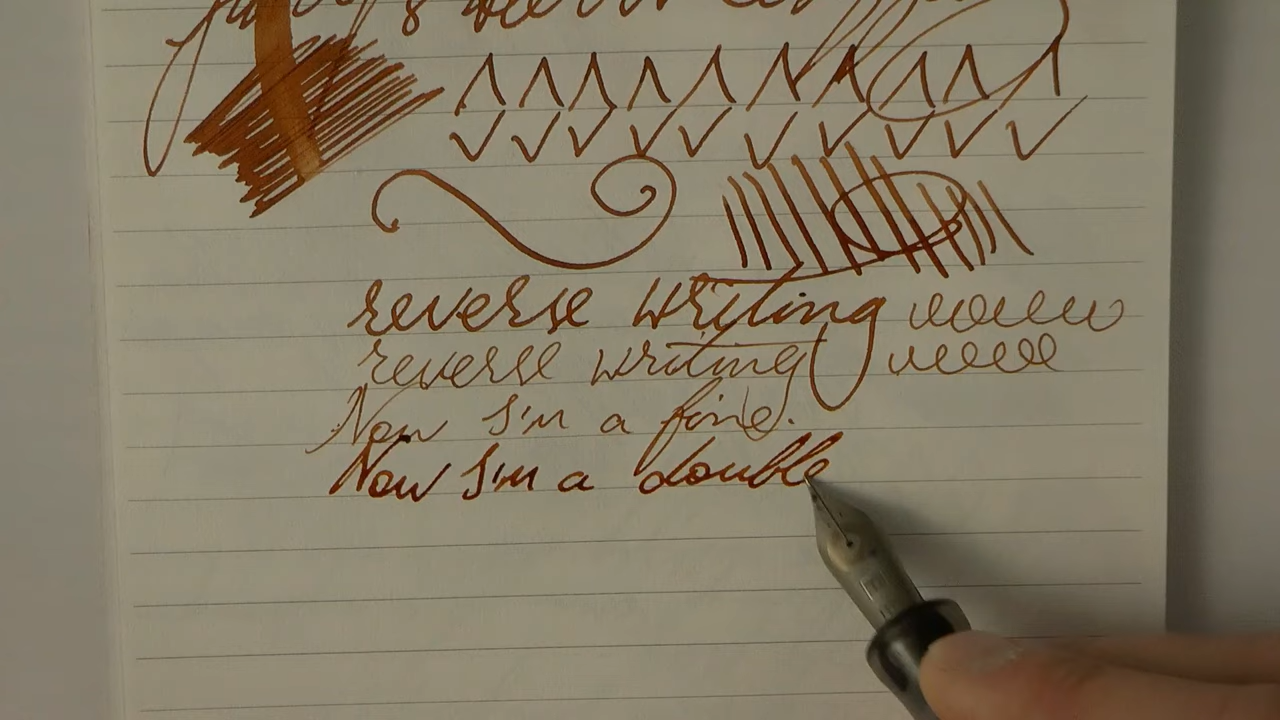 reverse writing
reverse writing
Now I'm a fine.
Now I'm a double